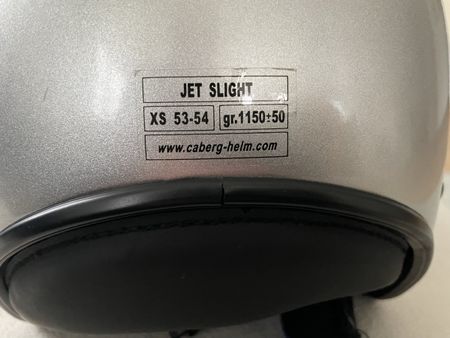 JET SLIGHT
XS 53-54 gr.1150±50
www.caberg-helm.com